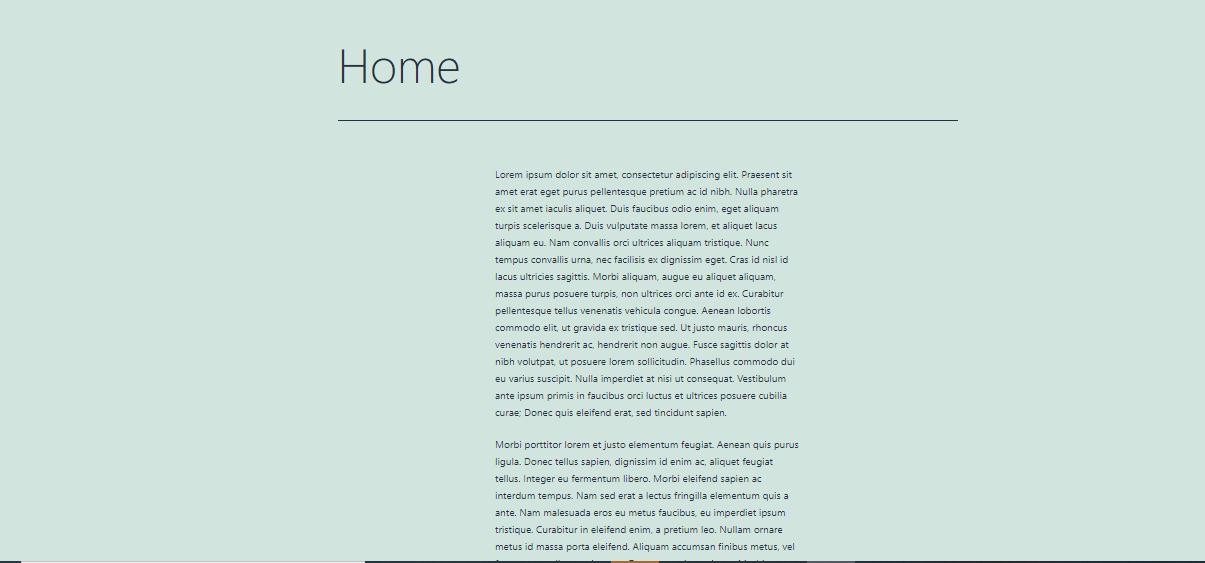 Home
Lorem ipsum dolor sit amet, consectetur adipiscing elit. Praesent sit
amet erat eget purus pellentesque pretium ac id nibh. Nulla pharetra
ex sit amet iaculis aliquet. Duis faucibus odio enim, eget aliquam
turpis scelerisque a. Duis vulputate massa lorem, et aliquet lacus
aliquam eu. Nam convallis orci ultrices aliquam tristique. Nunc
tempus convallis urna, nec facilisis ex dignissim eget. Cras id nisl id
lacus ultricies sagittis. Morbi aliquam, augue eu aliquet aliquam,
massa purus posuere turpis, non ultrices orci ante id ex. Curabitur
pellentesque tellus venenatis vehicula congue. Aenean lobortis
commodo elit, ut gravida ex tristique sed. Ut justo mauris, rhoncus
venenatis hendrerit ac, hendrerit non augue. Fusce sagittis dolor at
nibh volutpat, ut posuere lorem sollicitudin. Phasellus commodo dui
eu varius suscipit. Nulla imperdiet at nisi ut consequat. Vestibulum
ante ipsum primis in faucibus orci luctus et ultrices posuere cubilia
curae; Donec quis eleifend erat, sed tincidunt sapien.
Morbi porttitor lorem et justo elementum feugiat. Aenean quis purus
ligula. Donec tellus sapien, dignissim id enim ac, aliquet feugiat
tellus. Integer eu fermentum libero. Morbi eleifend sapien ac
interdum tempus. Nam sed erat a lectus fringilla elementum quis a
ante. Nam malesuada eros eu metus faucibus, eu imperdiet ipsum
tristique. Curabitur in eleifend enim, a pretium leo. Nullam ornare
metus id massa porta eleifend. Aliquam accumsan finibus metus, vel